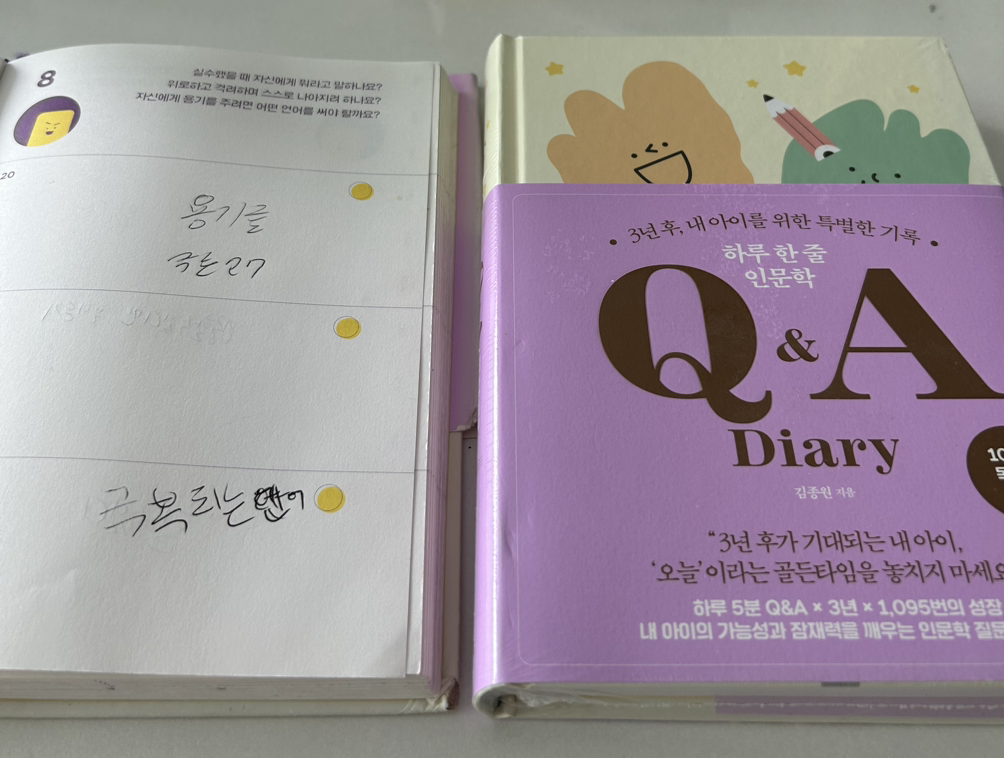 8
실수했을 때 자신에게 뭐라고 말하나요?
위로하고 격려하며 스스로 나아지려 하나요?
자신에게 용기를 주려면 어떤 언어를 써야 할까요?
20
용기를
극복되는
3년 후, 내 아이를 위한 특별한 기록
하루 한 줄
인문학
Q & A
Diary
김종원 지음
“3년 후가 기대되는 내 아이,
‘오늘’이라는 골든타임을 놓치지 마세요
하루 5분 Q&A × 3년 × 1,095번의 성장
내 아이의 가능성과 잠재력을 깨우는 인문학 질문